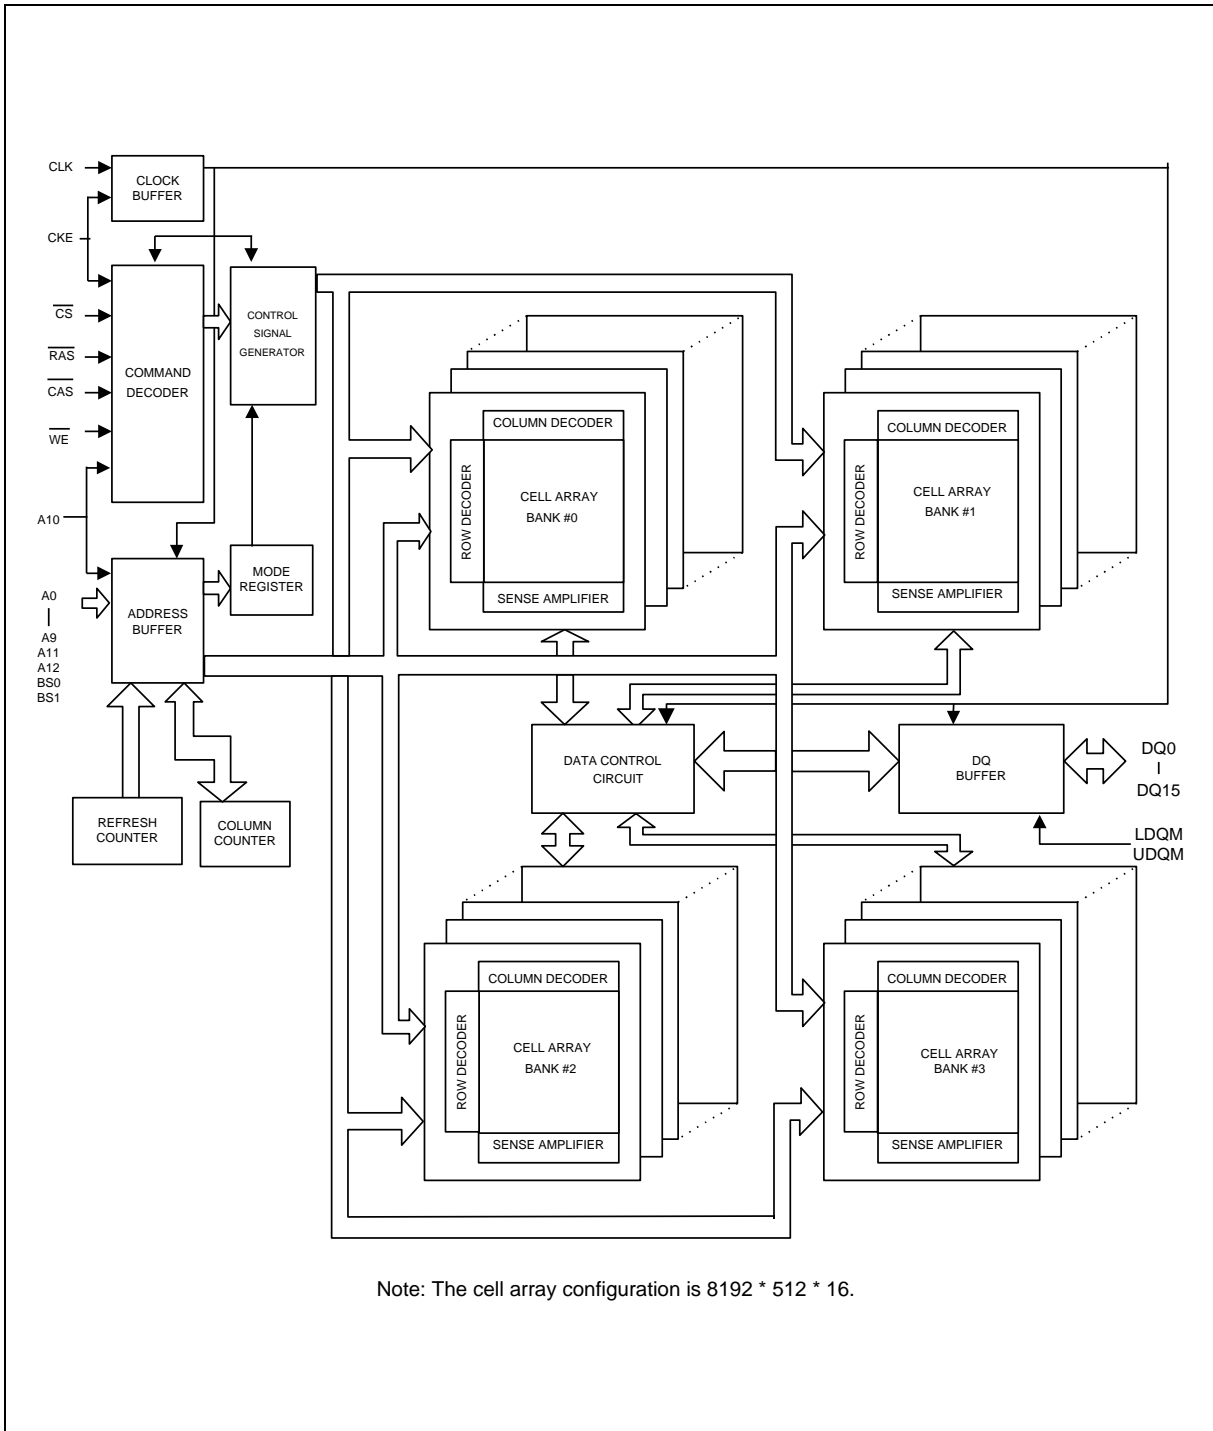 CLK
CLOCK
BUFFER
CKE
CS
RAS
CAS
WE
COMMAND
DECODER
CONTROL
SIGNAL
GENERATOR
A10
A0
|
A9
A11
A12
BS0
BS1
ADDRESS
BUFFER
MODE
REGISTER
REFRESH
COUNTER
COLUMN
COUNTER
COLUMN DECODER
ROW DECODER
CELL ARRAY
BANK #0
SENSE AMPLIFIER
COLUMN DECODER
ROW DECODER
CELL ARRAY
BANK #1
SENSE AMPLIFIER
DATA CONTROL
CIRCUIT
DQ
BUFFER
DQ0
|
DQ15
LDQM
UDQM
COLUMN DECODER
ROW DECODER
CELL ARRAY
BANK #2
SENSE AMPLIFIER
COLUMN DECODER
ROW DECODER
CELL ARRAY
BANK #3
SENSE AMPLIFIER
Note: The cell array configuration is 8192 * 512 * 16.